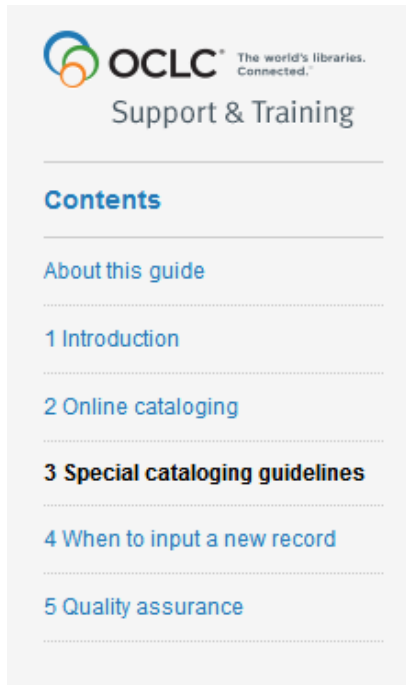 OCLC® The world's libraries.
Connected.™
Support & Training
Contents
About this guide
1 Introduction
2 Online cataloging
3 Special cataloging guidelines
4 When to input a new record
5 Quality assurance